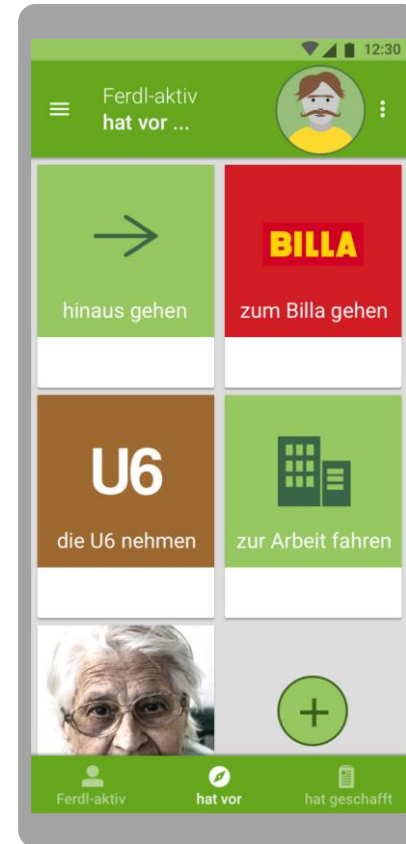 12:30
Ferdl-aktiv
hat vor ...
hinaus gehen
BILLA
zum Billa gehen
U6
die U6 nehmen
zur Arbeit fahren
Ferdl-aktiv
hat vor
hat geschafft